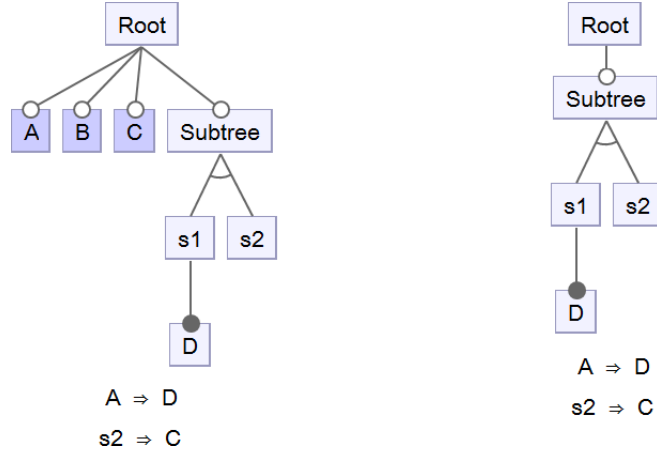 Root
A B C Subtree
s1 s2
D
A ⇒ D
s2 ⇒ C
Root
Subtree
s1 s2
D
A ⇒ D
s2 ⇒ C